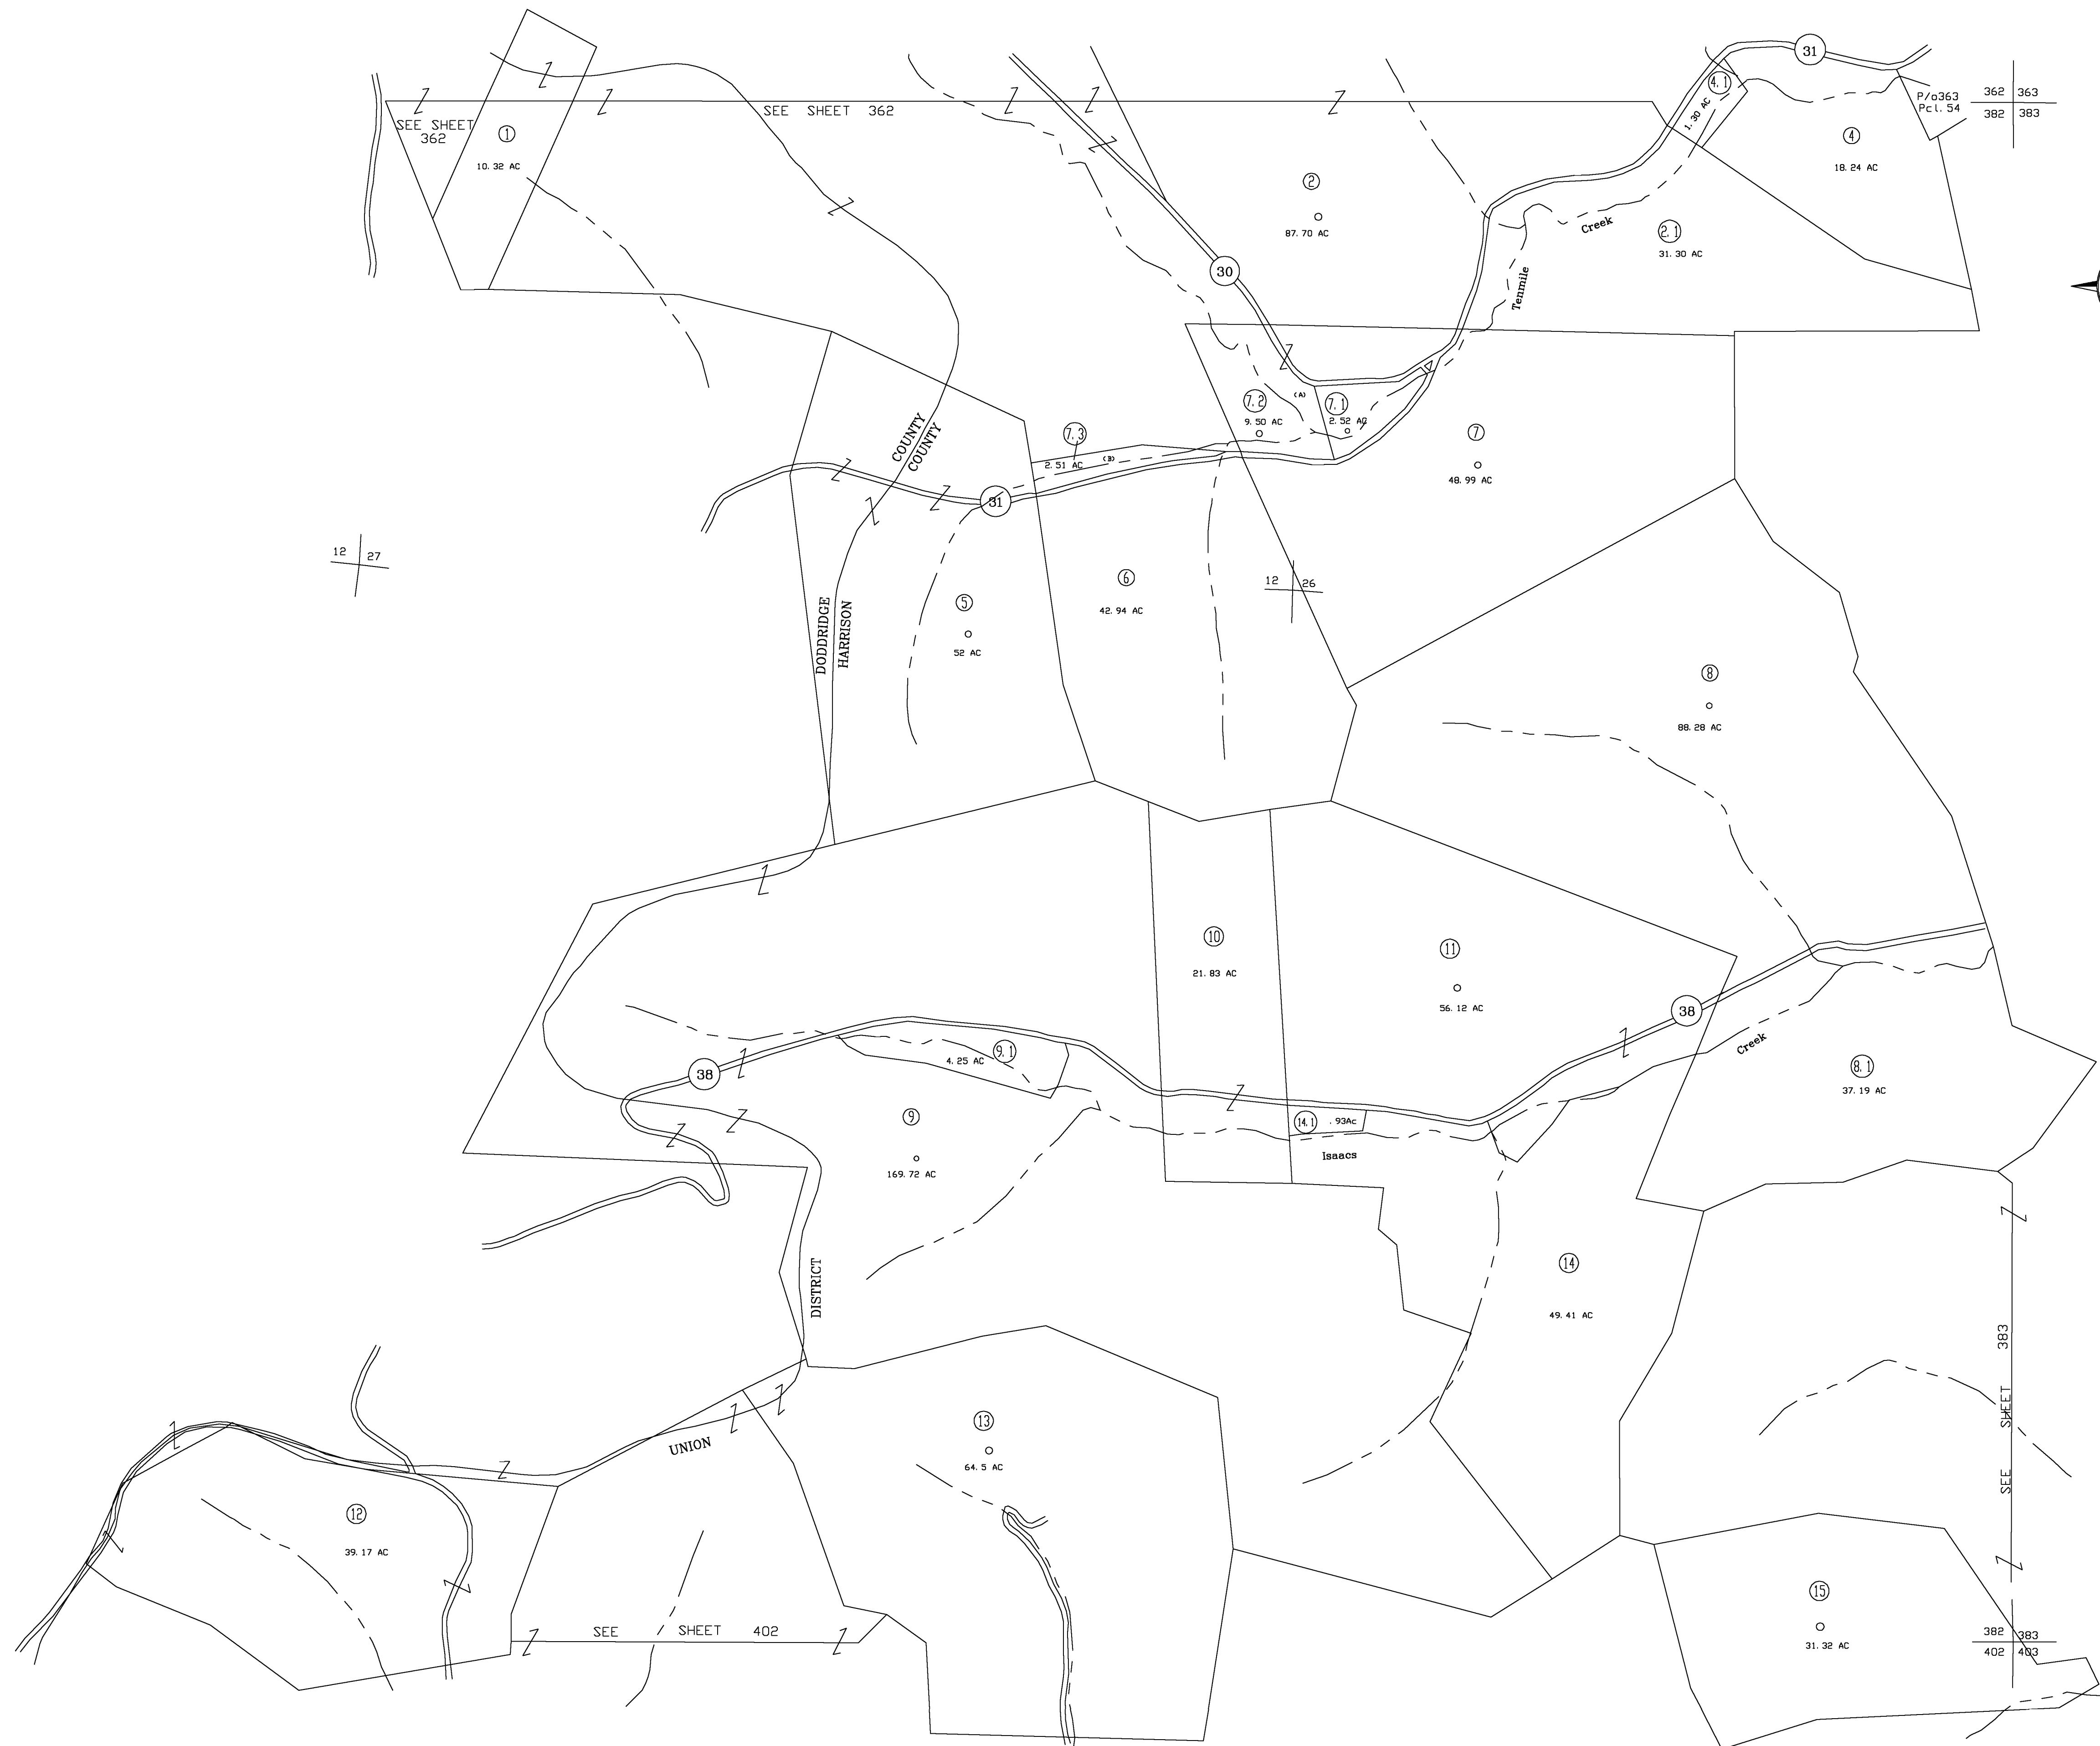 31
4.1
1.30 AC
P/o363
Pcl.54
362 363
382 383
SEE SHEET 362
SEE SHEET
362
1
10.32 AC
4
18.24 AC
2
87.70 AC
Creek
2.1
31.30 AC
30
Tenmile
7.2
(A)
7.1
9.50 AC
2.52 AC
COUNTY
COUNTY
7.3
2.51 AC
(B)
7
48.99 AC
31
12 27
12 26
6
42.94 AC
5
52 AC
DODDRIDGE
HARRISON
8
88.28 AC
10
21.83 AC
11
56.12 AC
38
Creek
9.1
4.25 AC
38
8.1
37.19 AC
9
14.1
.93Ac
Isaacs
169.72 AC
14
49.41 AC
DISTRICT
SEE SHEET 383
13
64.5 AC
UNION
12
39.17 AC
15
31.32 AC
SEE SHEET 402
382 383
402 403